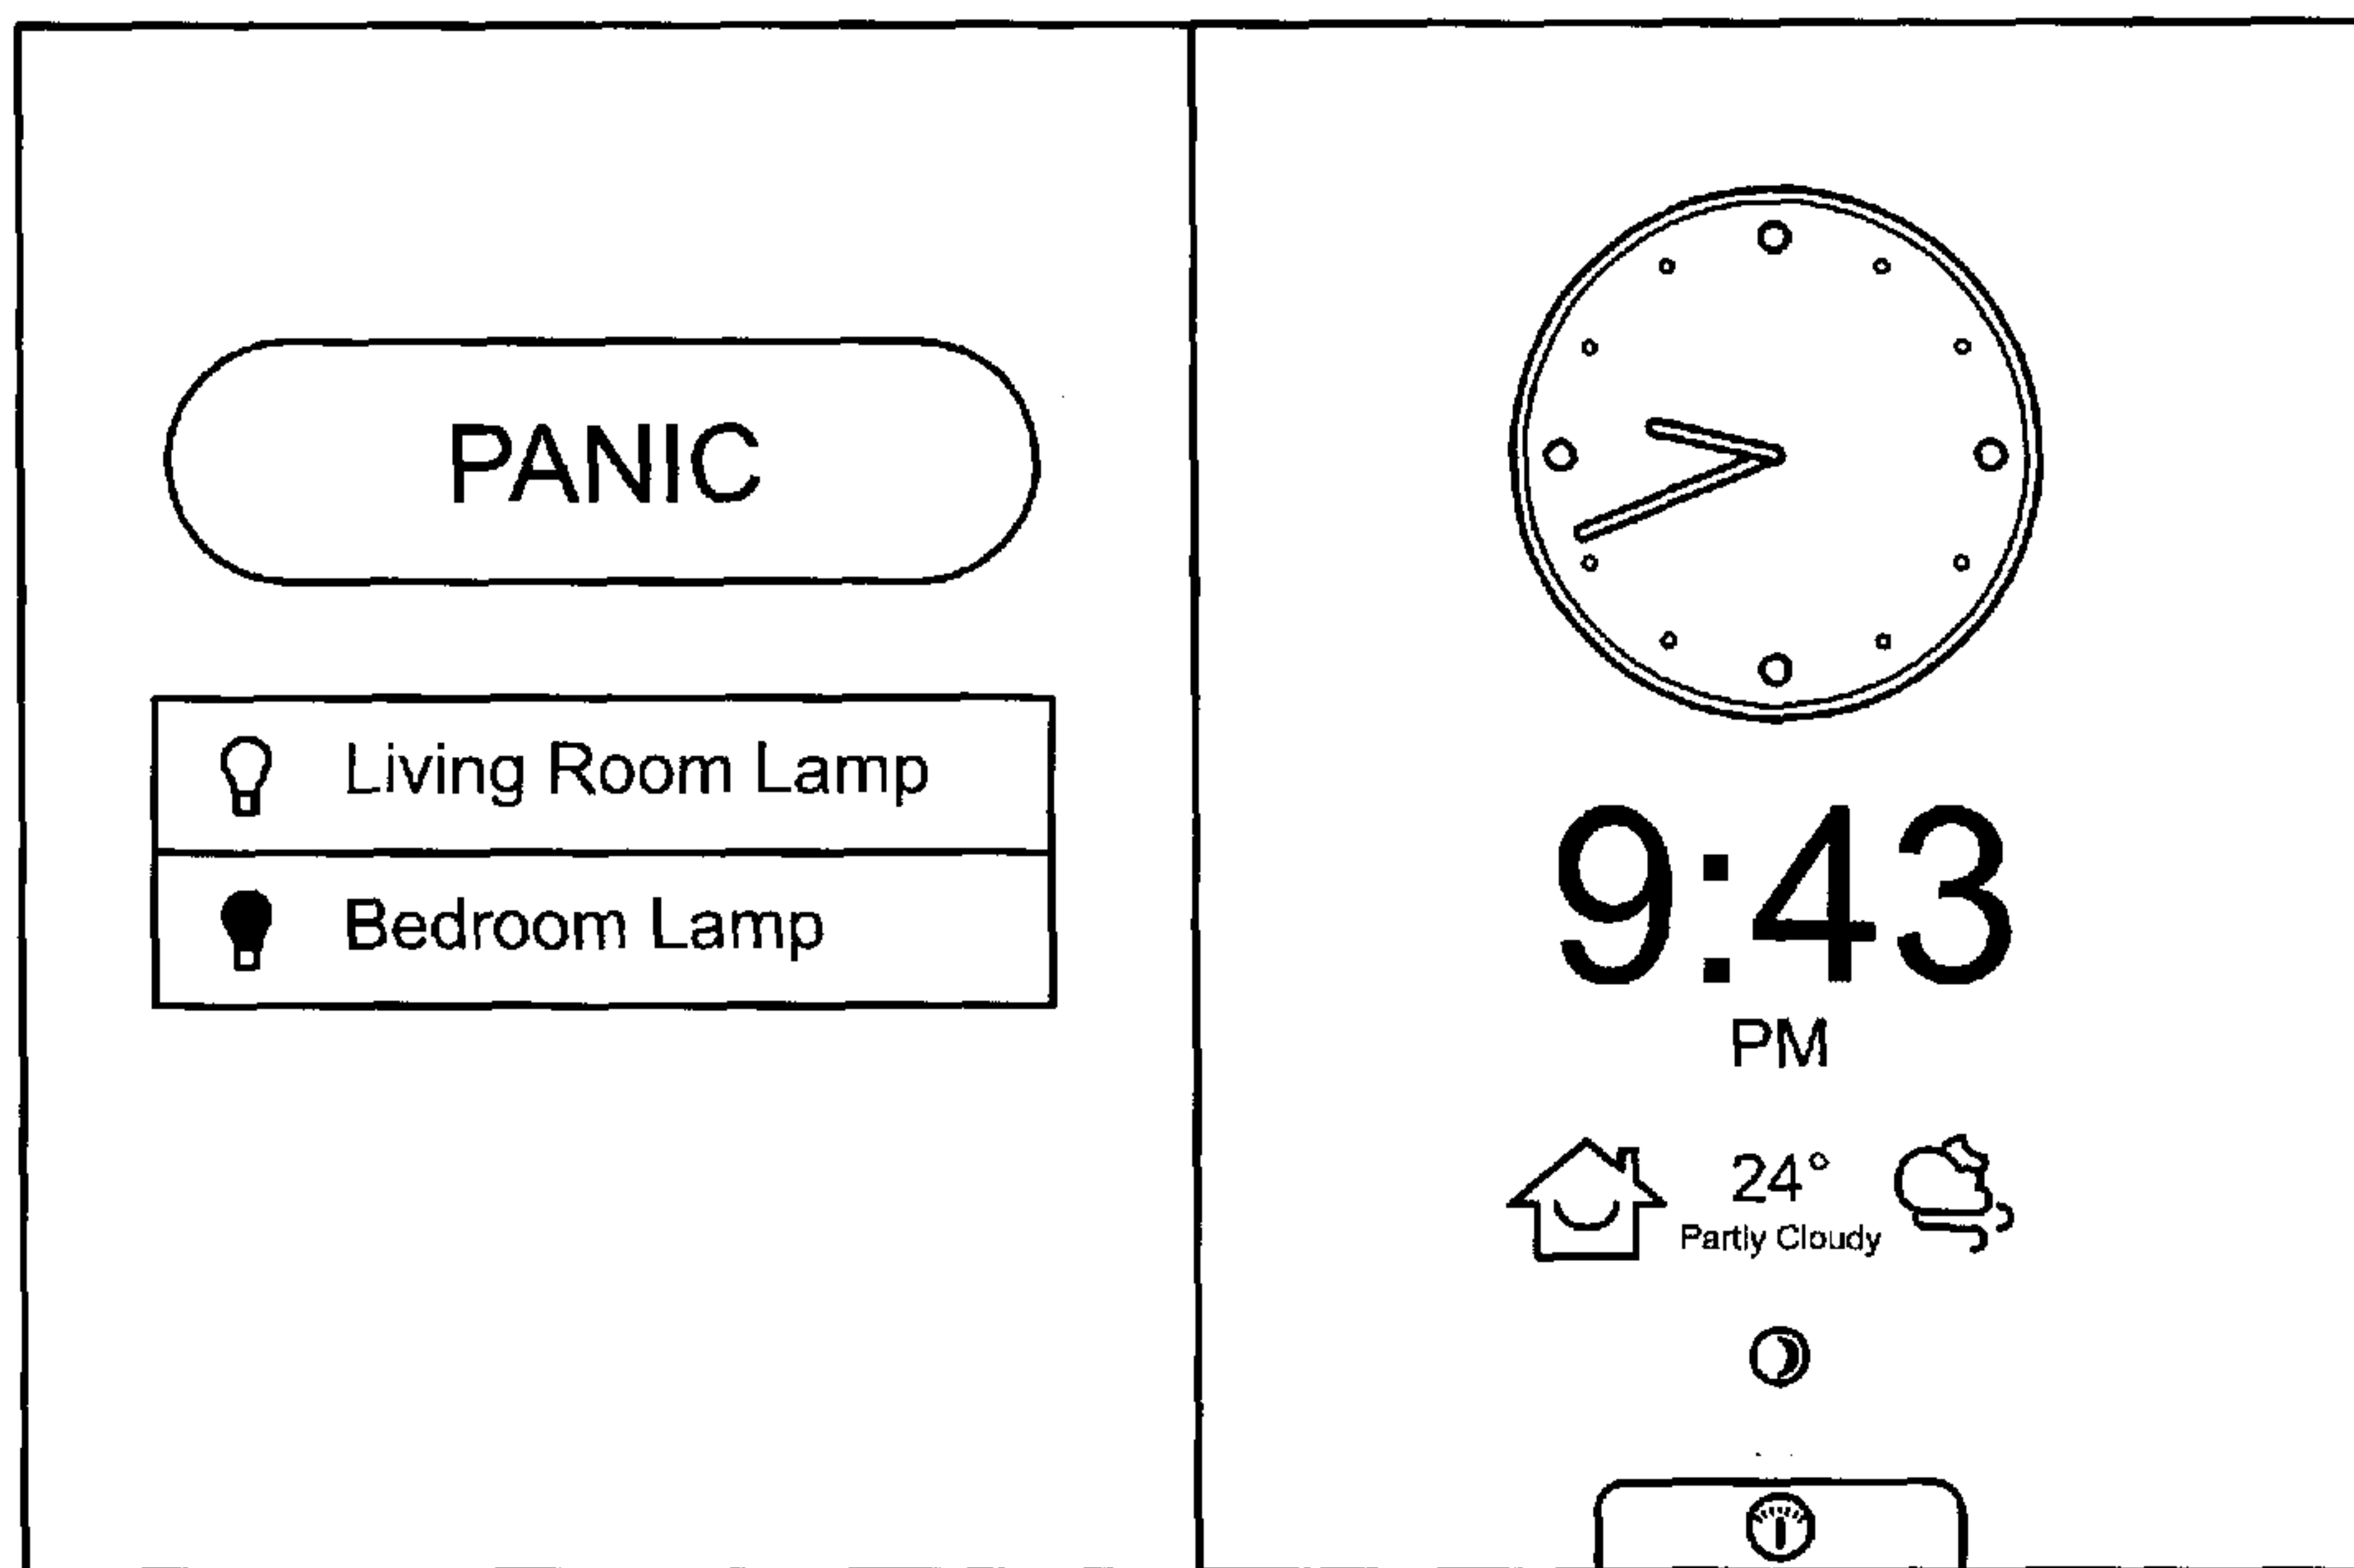 PANIC
Living Room Lamp
Bedroom Lamp
9:43
PM
24°
Partly Cloudy